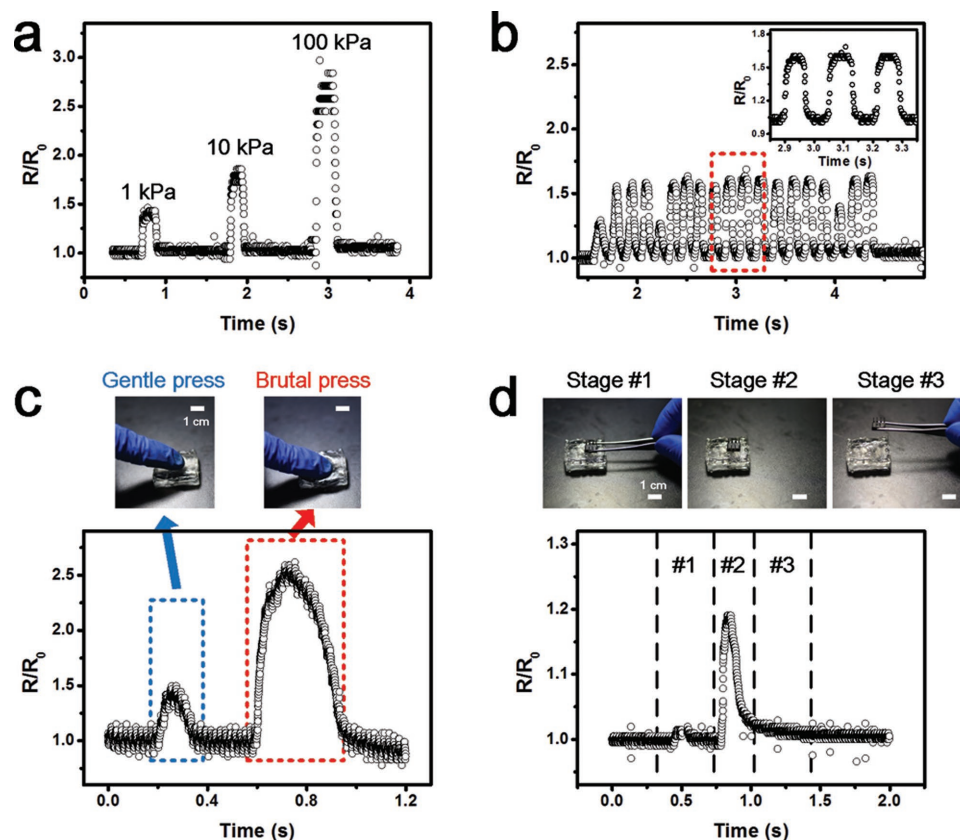 a
R/R0
3.0
2.5
2.0
1.5
1.0
1 kPa
10 kPa
100 kPa
0 1 2 3 4
Time (s)
b
R/R0
2.5
2.0
1.5
1.0
2 3 4
Time (s)
R/R0
1.8
1.5
1.2
0.9
2.9 3.0 3.1 3.2 3.3
Time (s)
c
Gentle press
Brutal press
1 cm
R/R0
2.5
2.0
1.5
1.0
0.0 0.4 0.8 1.2
Time (s)
d
Stage #1 Stage #2 Stage #3
1 cm
R/R0
1.3
1.2
1.1
1.0
#1 #2 #3
0.0 0.5 1.0 1.5 2.0
Time (s)